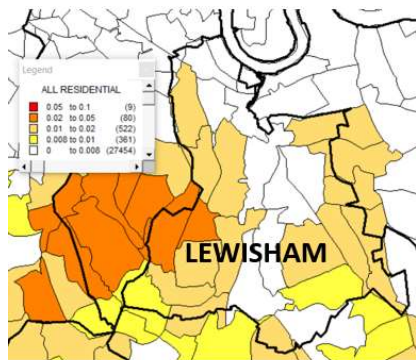 Legend
ALL RESIDENTIAL
0.05 to 0.1 (9)
0.02 to 0.05 (80)
0.01 to 0.02 (522)
0.008 to 0.01 (361)
0 to 0.008 (27454)
LEWISHAM